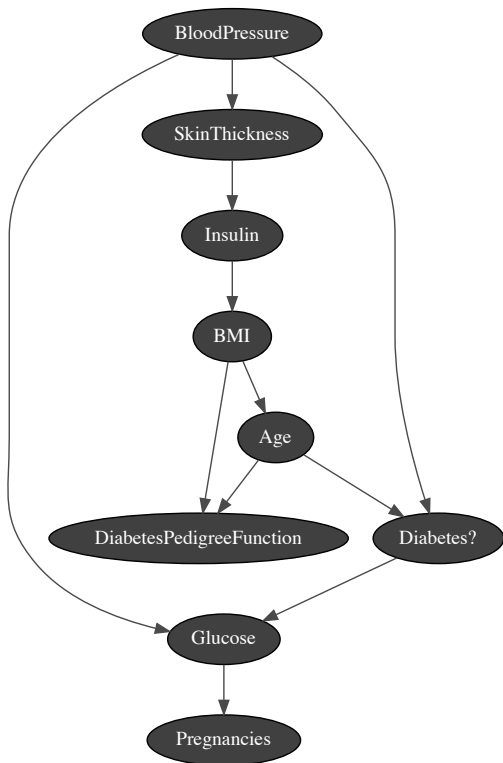 BloodPressure
SkinThickness
Insulin
BMI
Age
DiabetesPedigreeFunction
Diabetes?
Glucose
Pregnancies